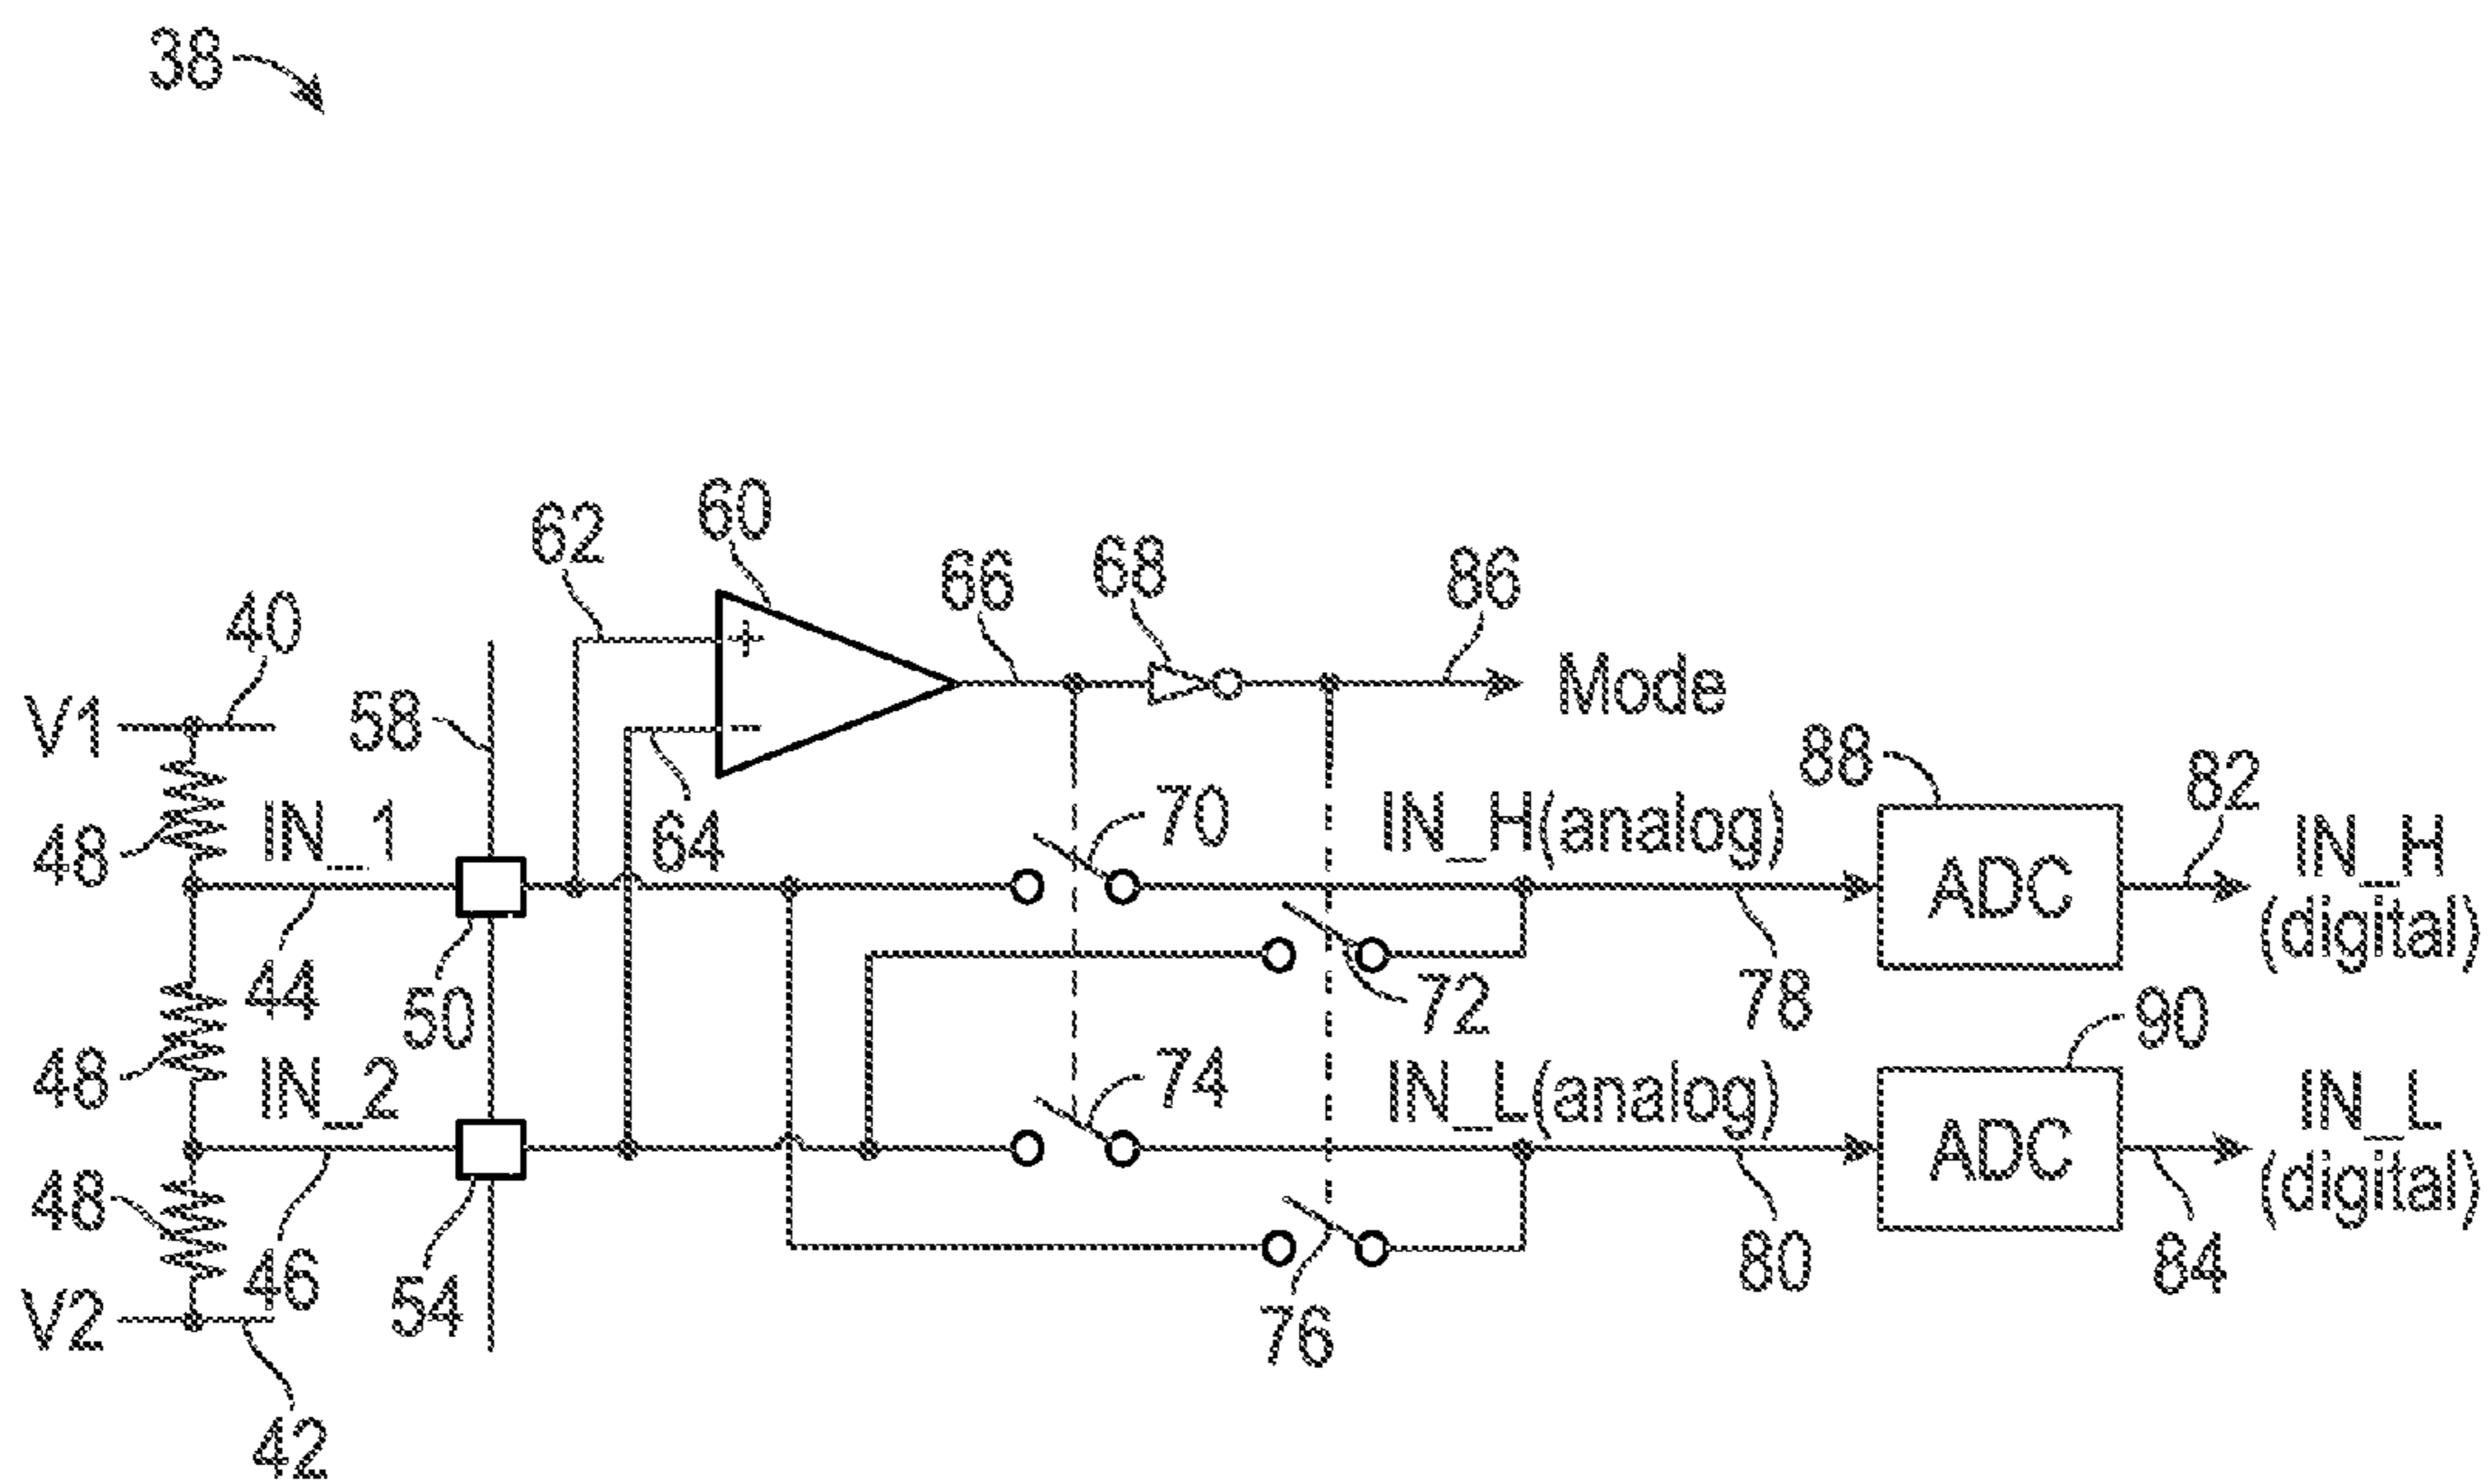 38
60
62
66
68
86
40
+
Mode
V1
58
−
88
48
IN_1
64
70
IN_H(analog)
82
ADC
IN_H
(digital)
44
50
72
78
90
48
IN_2
74
IN_L(analog)
ADC
IN_L
(digital)
48
46
54
80
84
V2
76
42